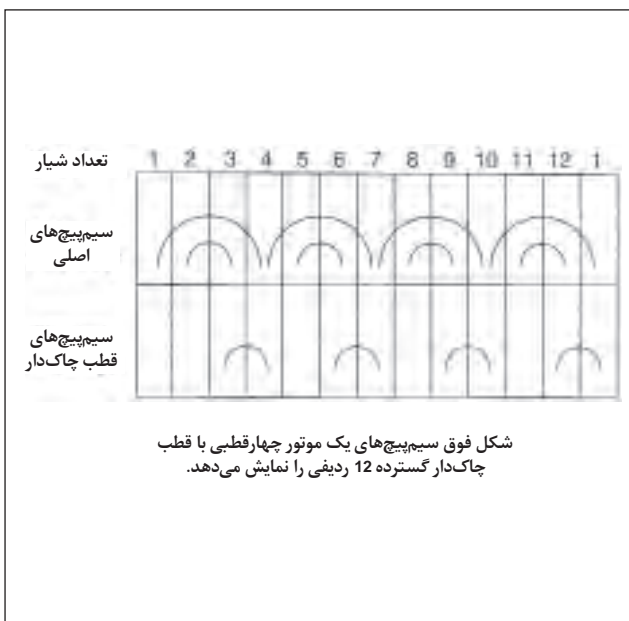 تعداد شیار 1 2 3 4 5 6 7 8 9 10 11 12 1
سیم‌پیچ‌های
اصلی
سیم‌پیچ‌های
قطب چاک‌دار
شکل فوق سیم‌پیچ‌های یک موتور چهارقطبی با قطب
چاک‌دار گسترده 12 ردیفی را نمایش می‌دهد.